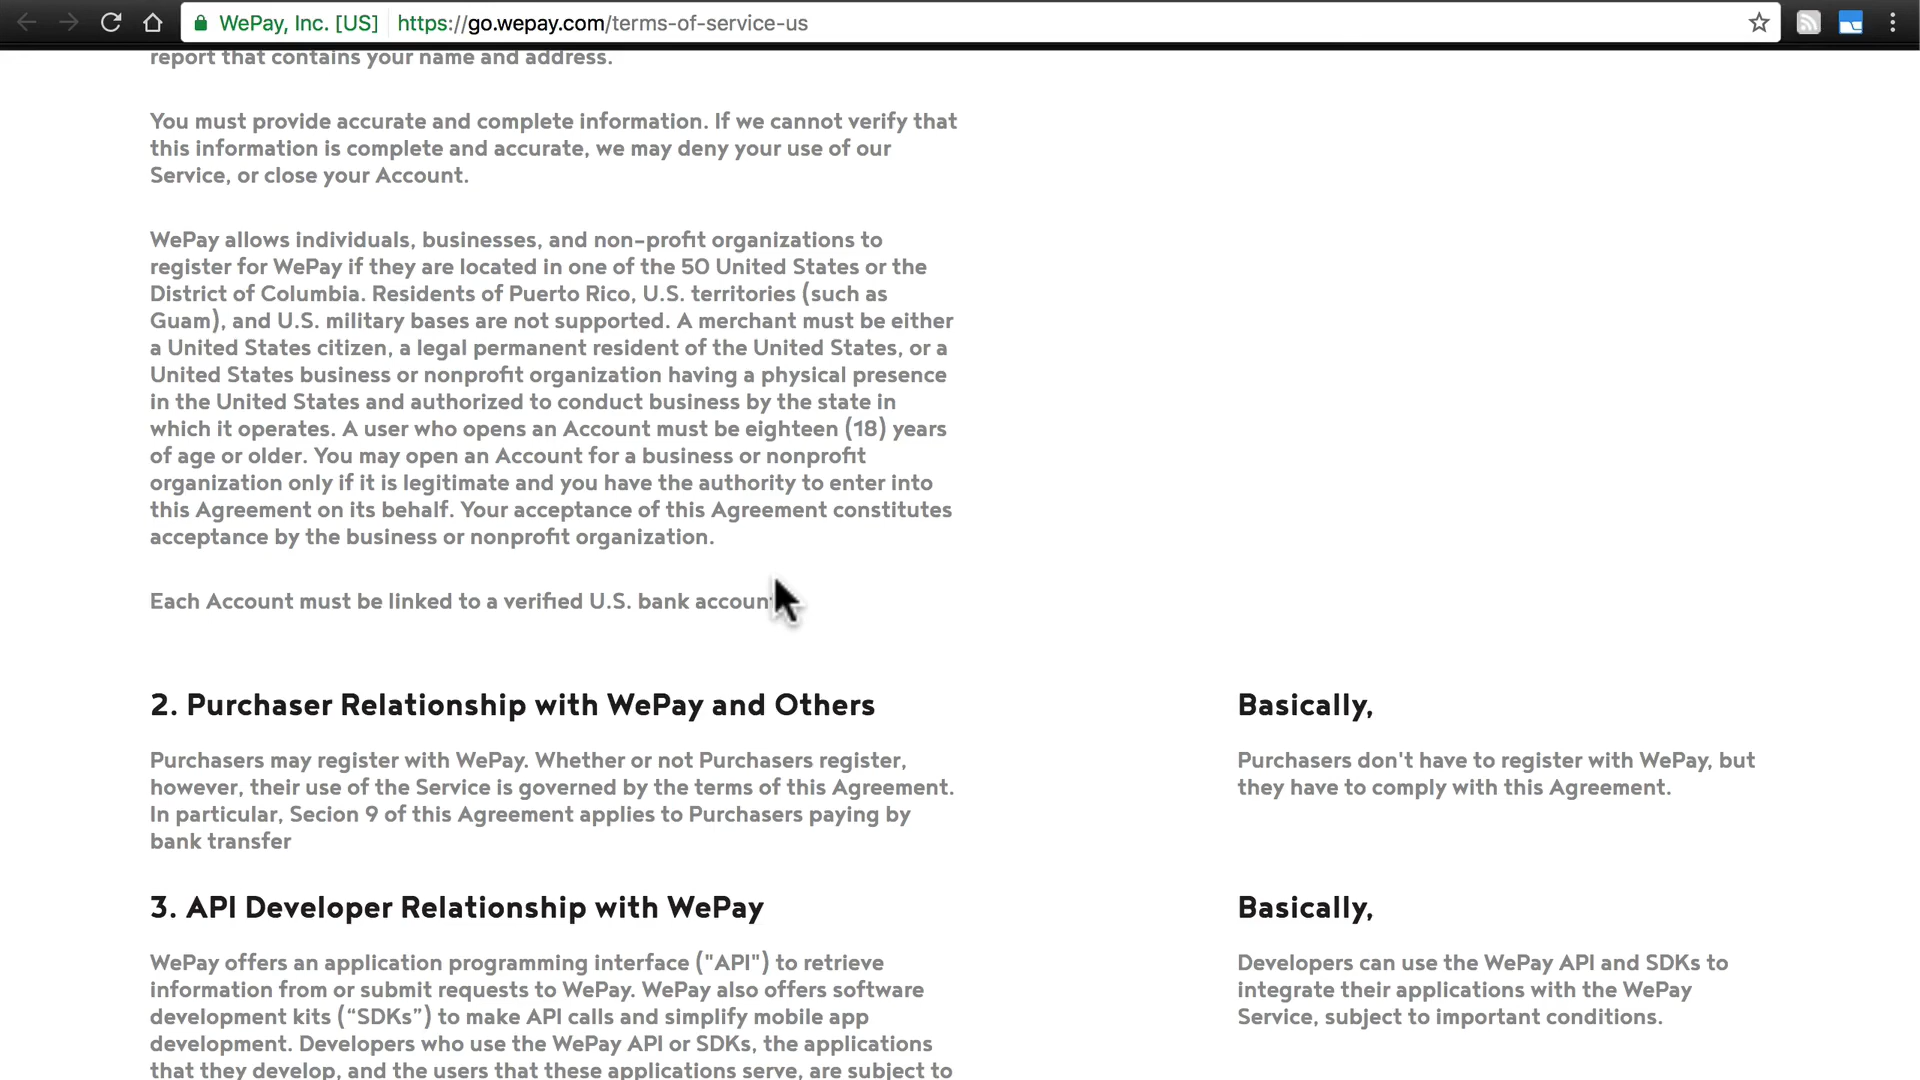 WePay, Inc. [US] https://go.wepay.com/terms-of-service-us
report that contains your name and address.
You must provide accurate and complete information. If we cannot verify that
this information is complete and accurate, we may deny your use of our
Service, or close your Account.
WePay allows individuals, businesses, and non-profit organizations to
register for WePay if they are located in one of the 50 United States or the
District of Columbia. Residents of Puerto Rico, U.S. territories (such as
Guam), and U.S. military bases are not supported. A merchant must be either
a United States citizen, a legal permanent resident of the United States, or a
United States business or nonprofit organization having a physical presence
in the United States and authorized to conduct business by the state in
which it operates. A user who opens an Account must be eighteen (18) years
of age or older. You may open an Account for a business or nonprofit
organization only if it is legitimate and you have the authority to enter into
this Agreement on its behalf. Your acceptance of this Agreement constitutes
acceptance by the business or nonprofit organization.
Each Account must be linked to a verified U.S. bank account
2. Purchaser Relationship with WePay and Others
Purchasers may register with WePay. Whether or not Purchasers register,
however, their use of the Service is governed by the terms of this Agreement.
In particular, Secion 9 of this Agreement applies to Purchasers paying by
bank transfer
Basically,
Purchasers don't have to register with WePay, but
they have to comply with this Agreement.
3. API Developer Relationship with WePay
WePay offers an application programming interface ("API") to retrieve
information from or submit requests to WePay. WePay also offers software
development kits (“SDKs”) to make API calls and simplify mobile app
development. Developers who use the WePay API or SDKs, the applications
that they develop, and the users that these applications serve, are subject to
Basically,
Developers can use the WePay API and SDKs to
integrate their applications with the WePay
Service, subject to important conditions.